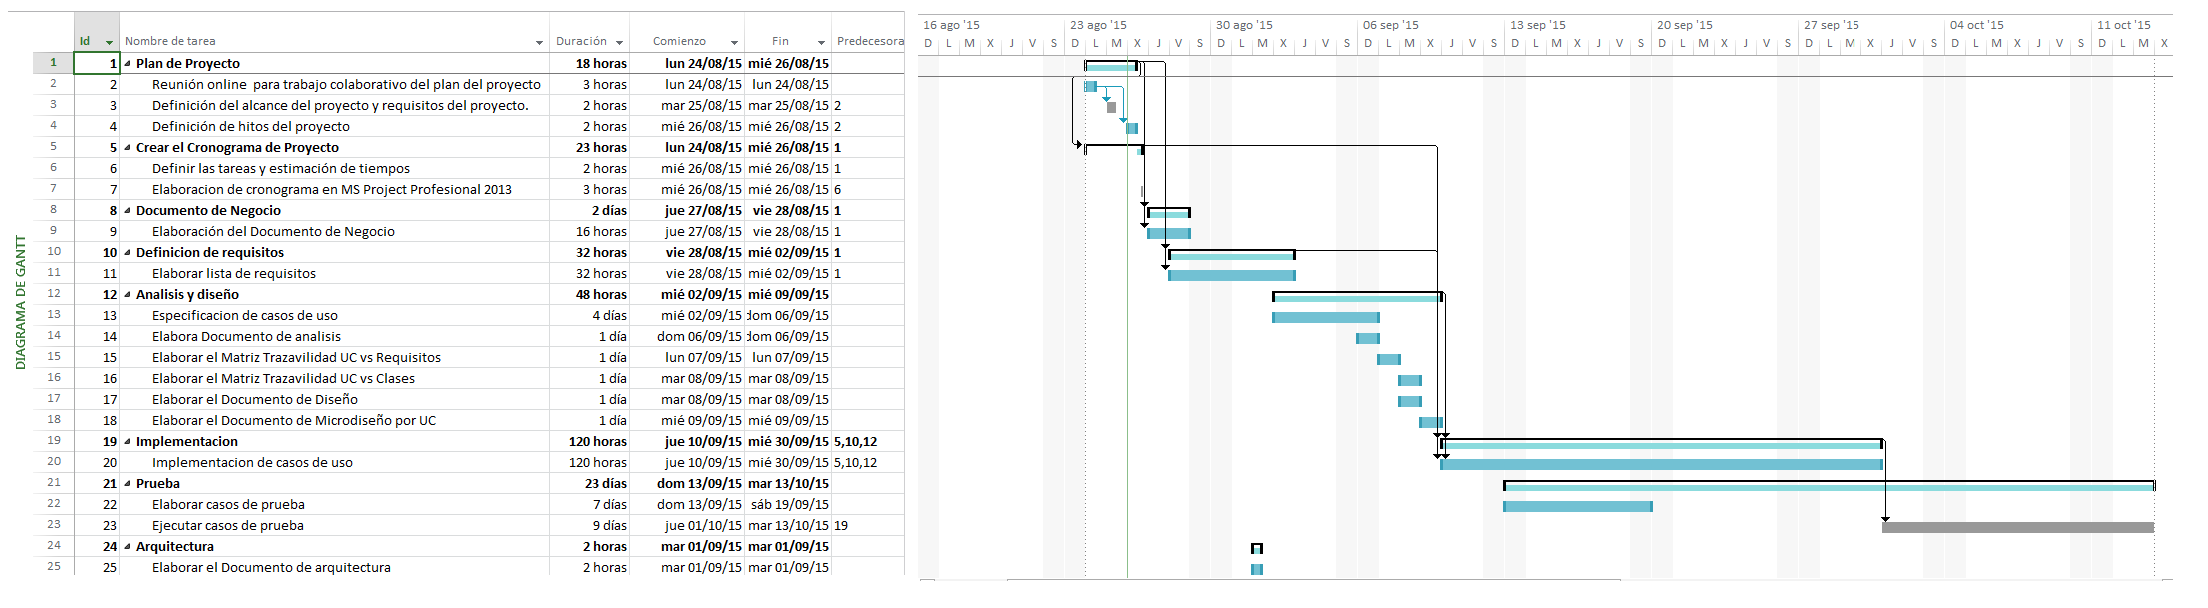 DIAGRAMA DE GANTT
Id Nombre de tarea Duración Comienzo Fin Predecesora
1 1 Plan de Proyecto 18 horas lun 24/08/15 mié 26/08/15
2 2 Reunión online para trabajo colaborativo del plan del proyecto 3 horas lun 24/08/15 lun 24/08/15
3 3 Definición del alcance del proyecto y requisitos del proyecto. 2 horas mar 25/08/15 mar 25/08/15 2
4 4 Definición de hitos del proyecto 2 horas mié 26/08/15 mié 26/08/15 2
5 5 Crear el Cronograma de Proyecto 23 horas lun 24/08/15 mié 26/08/15 1
6 6 Definir las tareas y estimación de tiempos 2 horas mié 26/08/15 mié 26/08/15 1
7 7 Elaboracion de cronograma en MS Project Profesional 2013 3 horas mié 26/08/15 mié 26/08/15 6
8 8 Documento de Negocio 2 días jue 27/08/15 vie 28/08/15 1
9 9 Elaboración del Documento de Negocio 16 horas jue 27/08/15 vie 28/08/15 1
10 10 Definicion de requisitos 32 horas vie 28/08/15 mié 02/09/15 1
11 11 Elaborar lista de requisitos 32 horas vie 28/08/15 mié 02/09/15 1
12 12 Analisis y diseño 48 horas mié 02/09/15 mié 09/09/15
13 13 Especificacion de casos de uso 4 días mié 02/09/15 dom 06/09/15
14 14 Elabora Documento de analisis 1 día dom 06/09/15 dom 06/09/15
15 15 Elaborar el Matriz Trazavilidad UC vs Requisitos 1 día lun 07/09/15 lun 07/09/15
16 16 Elaborar el Matriz Trazavilidad UC vs Clases 1 día mar 08/09/15 mar 08/09/15
17 17 Elaborar el Documento de Diseño 1 día mar 08/09/15 mar 08/09/15
18 18 Elaborar el Documento de Microdiseño por UC 1 día mié 09/09/15 mié 09/09/15
19 19 Implementacion 120 horas jue 10/09/15 mié 30/09/15 5,10,12
20 20 Implementacion de casos de uso 120 horas jue 10/09/15 mié 30/09/15 5,10,12
21 21 Prueba 23 días dom 13/09/15 mar 13/10/15
22 22 Elaborar casos de prueba 7 días dom 13/09/15 sáb 19/09/15
23 23 Ejecutar casos de prueba 9 días jue 01/10/15 mar 13/10/15 19
24 24 Arquitectura 2 horas mar 01/09/15 mar 01/09/15
25 25 Elaborar el Documento de arquitectura 2 horas mar 01/09/15 mar 01/09/15
16 ago '15 23 ago '15 30 ago '15 06 sep '15 13 sep '15 20 sep '15 27 sep '15 04 oct '15 11 oct '15
D L M X J V S D L M X J V S D L M X J V S D L M X J V S D L M X J V S D L M X J V S D L M X J V S D L M X J V S D L M X